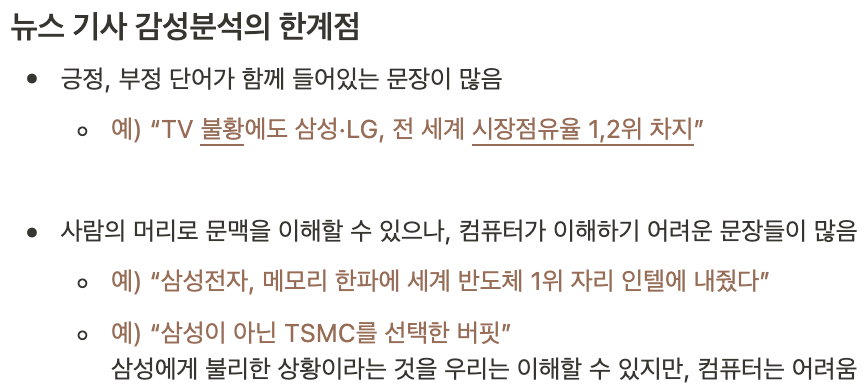 뉴스 기사 감성분석의 한계점
긍정, 부정 단어가 함께 들어있는 문장이 많음
예) “TV 불황에도 삼성·LG, 전 세계 시장점유율 1,2위 차지”
사람의 머리로 문맥을 이해할 수 있으나, 컴퓨터가 이해하기 어려운 문장들이 많음
예) “삼성전자, 메모리 한파에 세계 반도체 1위 자리 인텔에 내줬다”
예) “삼성이 아닌 TSMC를 선택한 버핏”
삼성에게 불리한 상황이라는 것을 우리는 이해할 수 있지만, 컴퓨터는 어려움